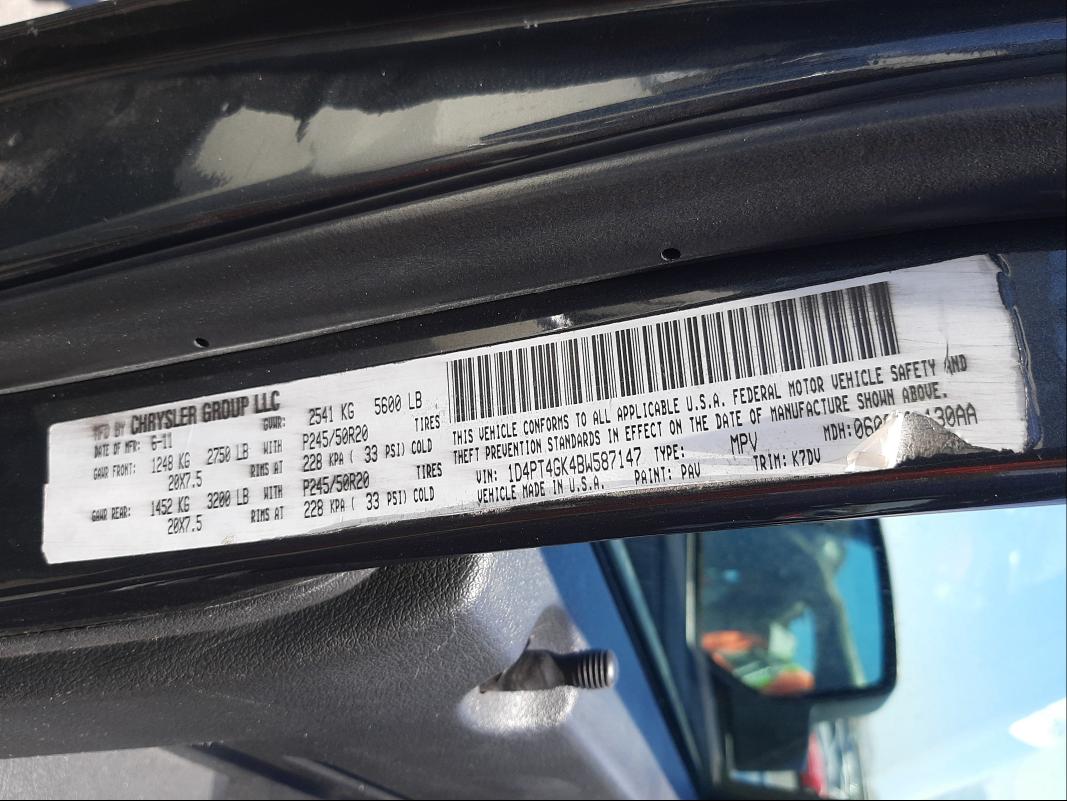 MFD BY CHRYSLER GROUP LLC
DATE OF MFR: 6-11 GVWR: 2541 KG 5600 LB
GAWR FRONT: 1248 KG 2750 LB WITH P245/50R20 TIRES
20X7.5 RIMS AT 228 KPA ( 33 PSI) COLD
GAWR REAR: 1452 KG 3200 LB WITH P245/50R20 TIRES
20X7.5 RIMS AT 228 KPA ( 33 PSI) COLD
THIS VEHICLE CONFORMS TO ALL APPLICABLE U.S.A. FEDERAL MOTOR VEHICLE SAFETY AND
THEFT PREVENTION STANDARDS IN EFFECT ON THE DATE OF MANUFACTURE SHOWN ABOVE.
VIN: 1D4PT4GK4BW587147 TYPE: MPV MDH:
VEHICLE MADE IN U.S.A. PAINT: PAV TRIM: K7DV